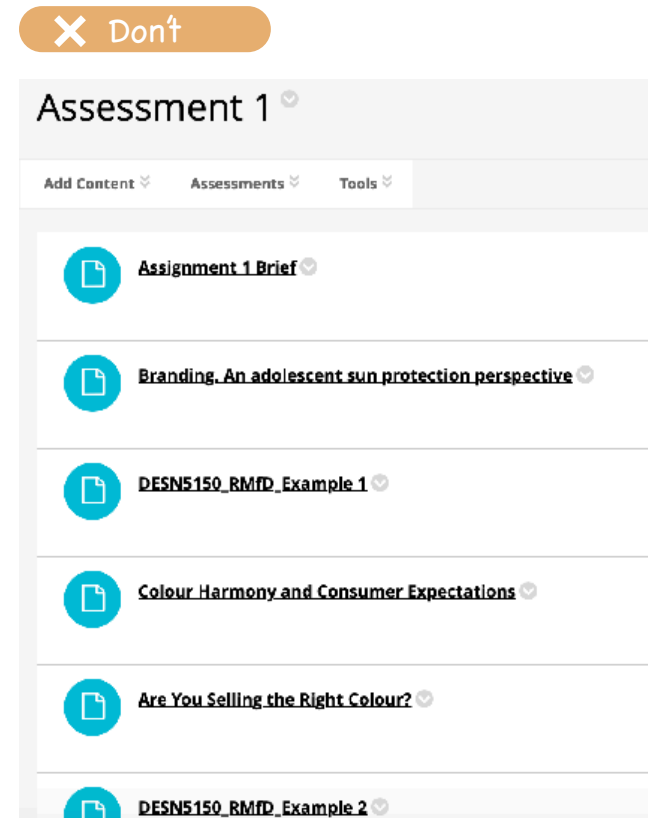 Don't
Assessment 1
Add Content Assessments Tools
Assignment 1 Brief
Branding. An adolescent sun protection perspective
DESN5150_RMfD_Example 1
Colour Harmony and Consumer Expectations
Are You Selling the Right Colour?
DESN5150_RMfD_Example 2